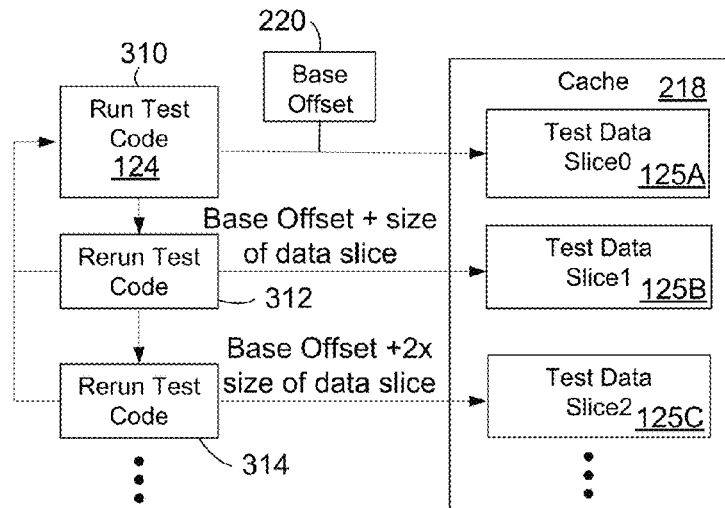 220
310
Base
Offset
Cache 218
Run Test
Code
124
Test Data
Slice0
125A
Base Offset + size
of data slice
Rerun Test
Code
312
Test Data
Slice1
125B
Base Offset +2x
size of data slice
Rerun Test
Code
314
Test Data
Slice2
125C